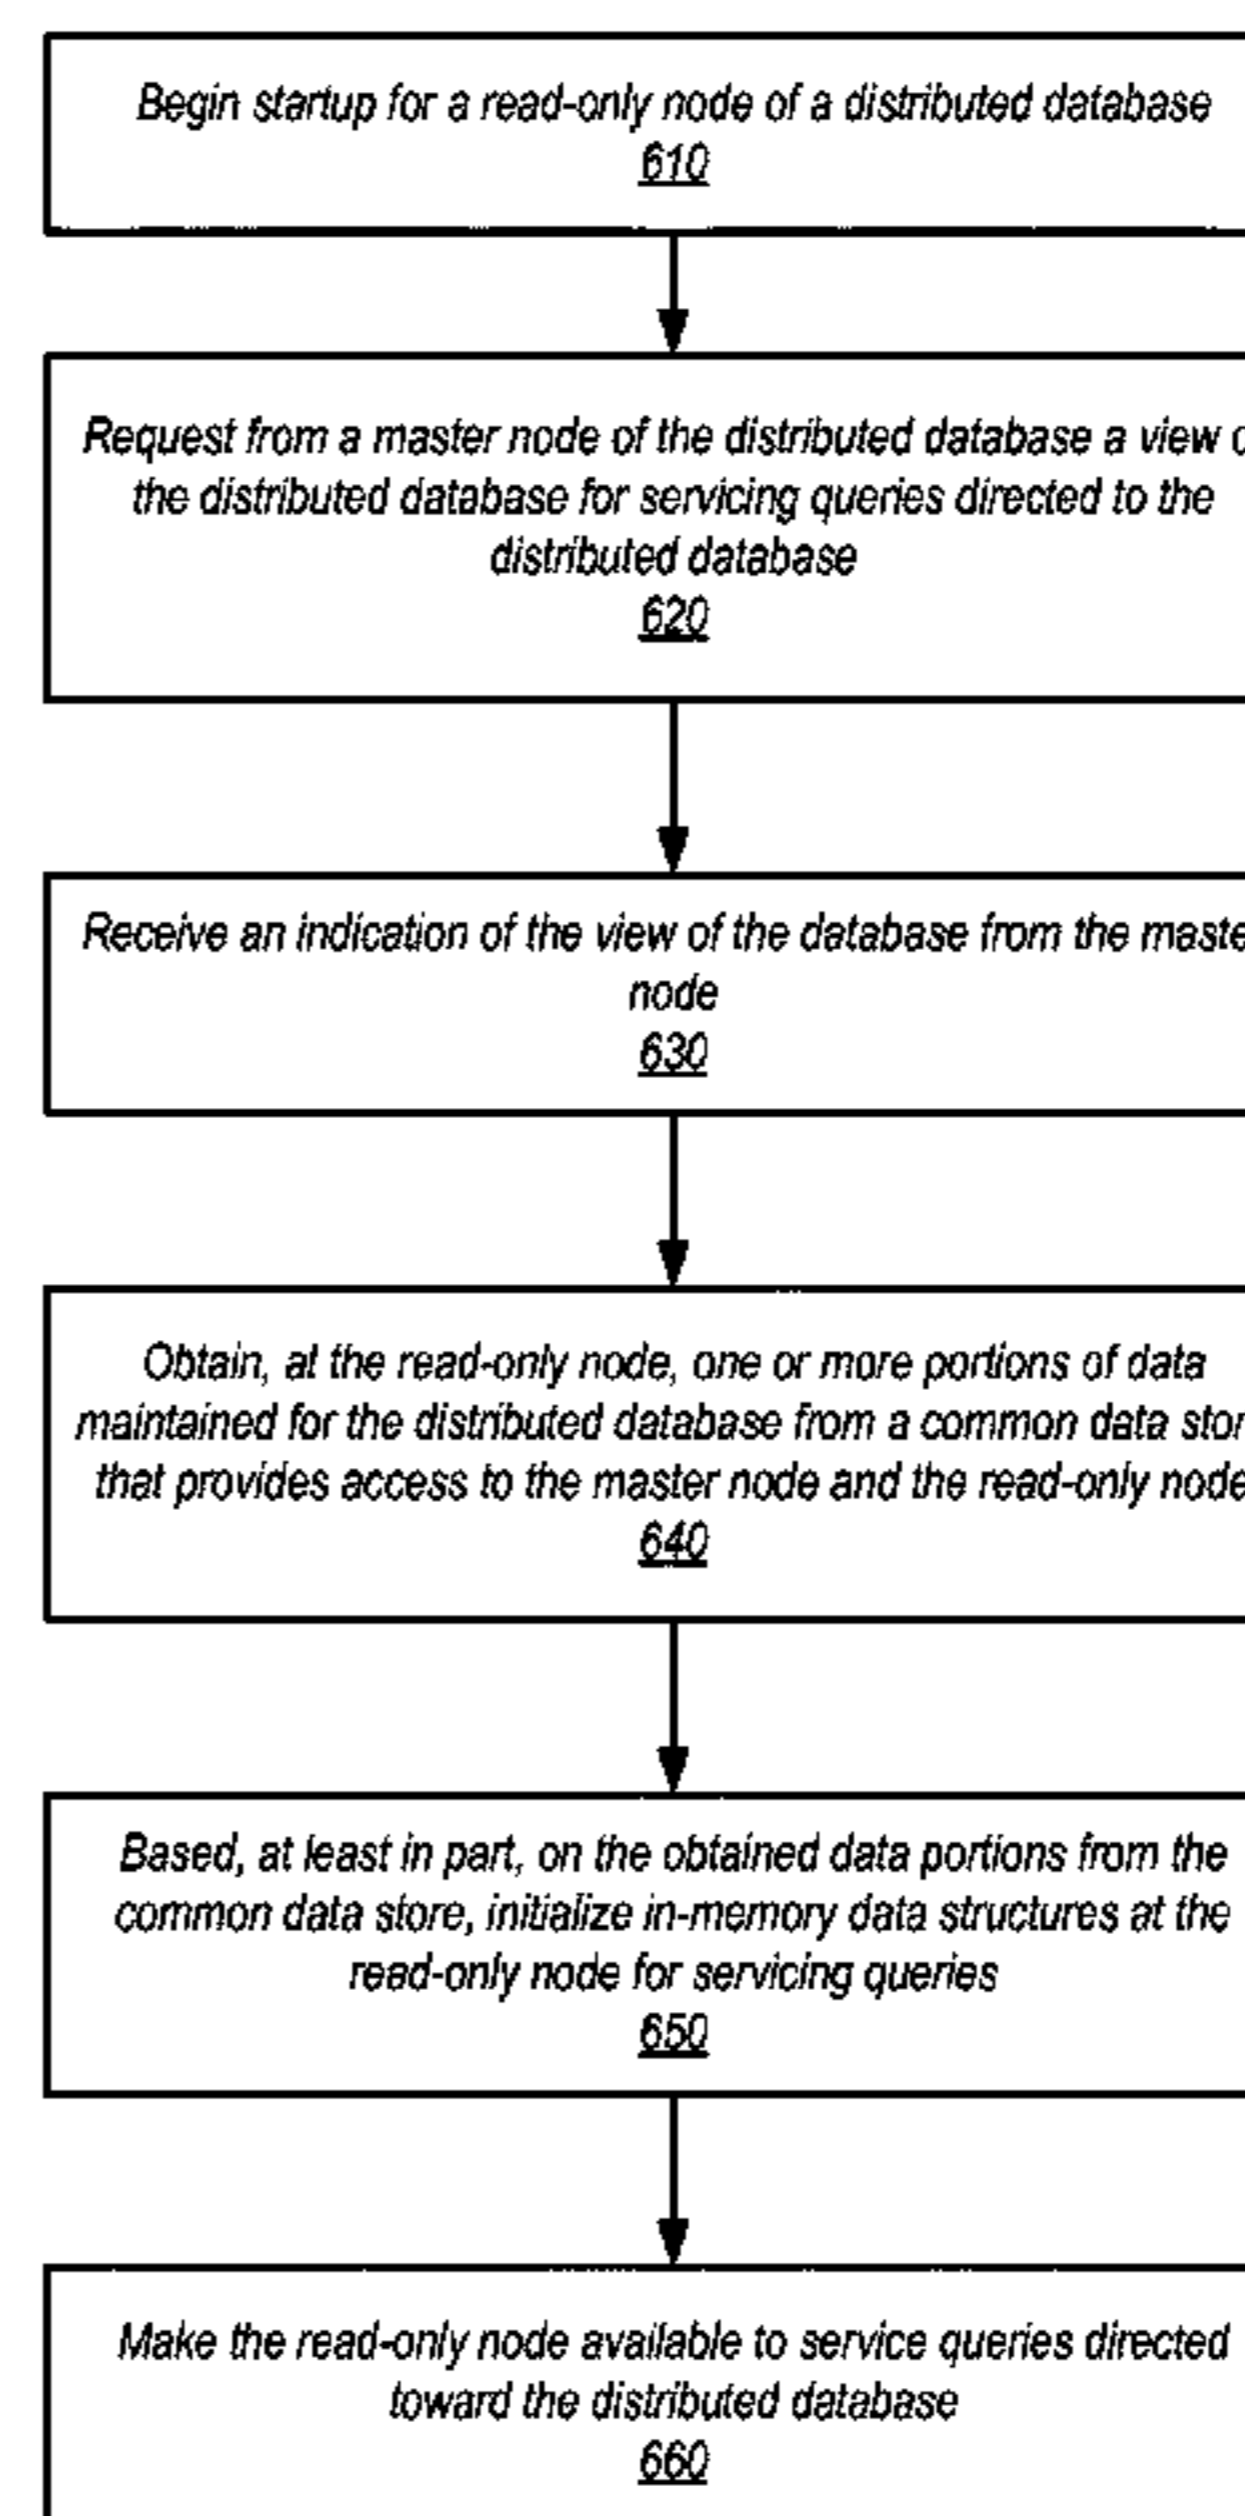 Begin startup for a read-only node of a distributed database
610
Request from a master node of the distributed database a view
the distributed database for servicing queries directed to the
distributed database
620
Receive an indication of the view of the database from the maste
node
630
Obtain, at the read-only node, one or more portions of data
maintained for the distributed database from a common data stor
that provides access to the master node and the read-only node
640
Based, at least in part, on the obtained data portions from the
common data store, initialize in-memory data structures at the
read-only node for servicing queries
650
Make the read-only node available to service queries directed
toward the distributed database
660